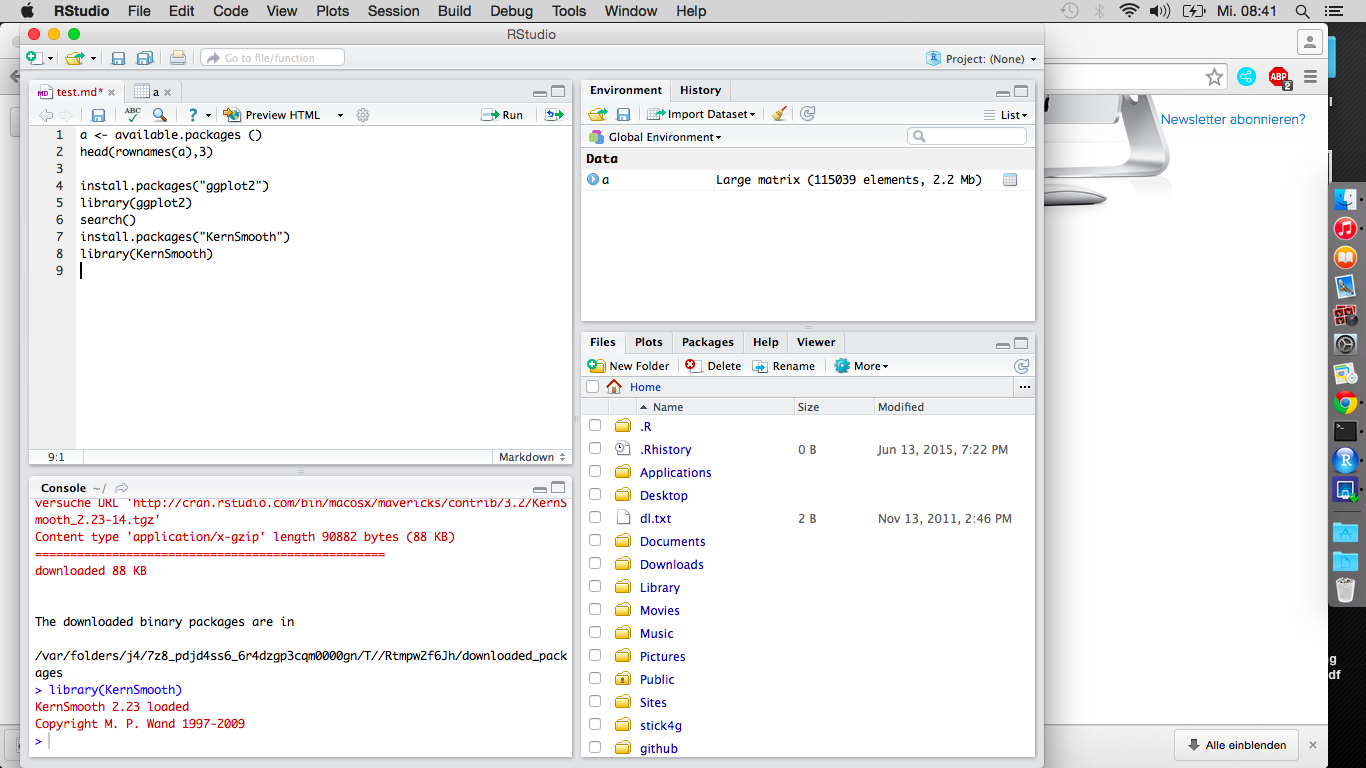 RStudio File Edit Code View Plots Session Build Debug Tools Window Help Mi. 08:41
RStudio
Go to file/function Project: (None)
test.md* a
ABC Preview HTML Run
1 a <- available.packages ()
2 head(rownames(a),3)
3
4 install.packages("ggplot2")
5 library(ggplot2)
6 search()
7 install.packages("KernSmooth")
8 library(KernSmooth)
9
9:1 Markdown
Console ~/
versuche URL 'http://cran.rstudio.com/bin/macosx/mavericks/contrib/3.2/KernS
mooth_2.23-14.tgz'
Content type 'application/x-gzip' length 90882 bytes (88 KB)
==================================================
downloaded 88 KB
The downloaded binary packages are in
/var/folders/j4/7z8_pdjd4ss6_6r4dzgp3cqm0000gn/T//Rtmpw2f6Jh/downloaded_pack
ages
> library(KernSmooth)
KernSmooth 2.23 loaded
Copyright M. P. Wand 1997-2009
>
Environment History
Import Dataset List
Global Environment
Data
a Large matrix (115039 elements, 2.2 Mb)
Files Plots Packages Help Viewer
New Folder Delete Rename More
Home ...
Name Size Modified
.R
.Rhistory 0 B Jun 13, 2015, 7:22 PM
Applications
Desktop
dl.txt 2 B Nov 13, 2011, 2:46 PM
Documents
Downloads
Library
Movies
Music
Pictures
Public
Sites
stick4g
github
ABP 2
Newsletter abonnieren?
R
ng
df
Alle einblenden